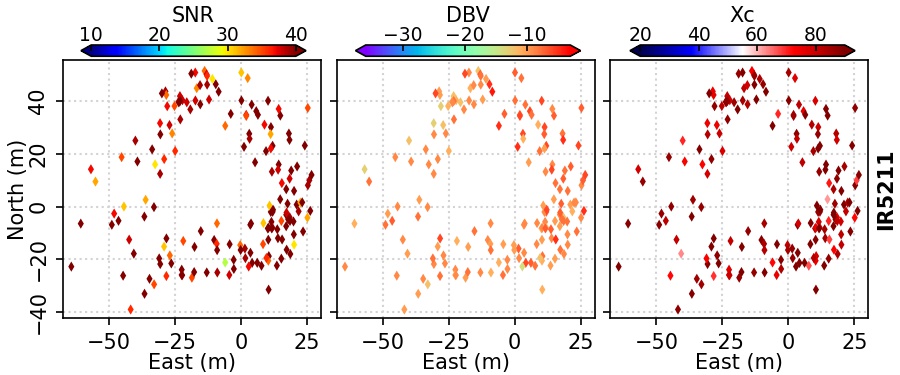 SNR DBV Xc
10 20 30 40 −30 −20 −10 20 40 60 80
North (m)
40
20
0
−20
−40
−50 −25 0 25 −50 −25 0 25 −50 −25 0 25
East (m) East (m) East (m)
IR5211